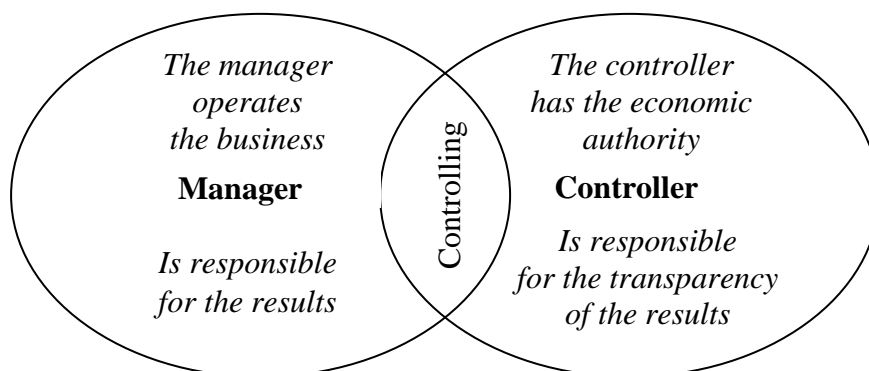 The manager
operates
the business
Manager
Is responsible
for the results
Controlling
The controller
has the economic
authority
Controller
Is responsible
for the transparency
of the results